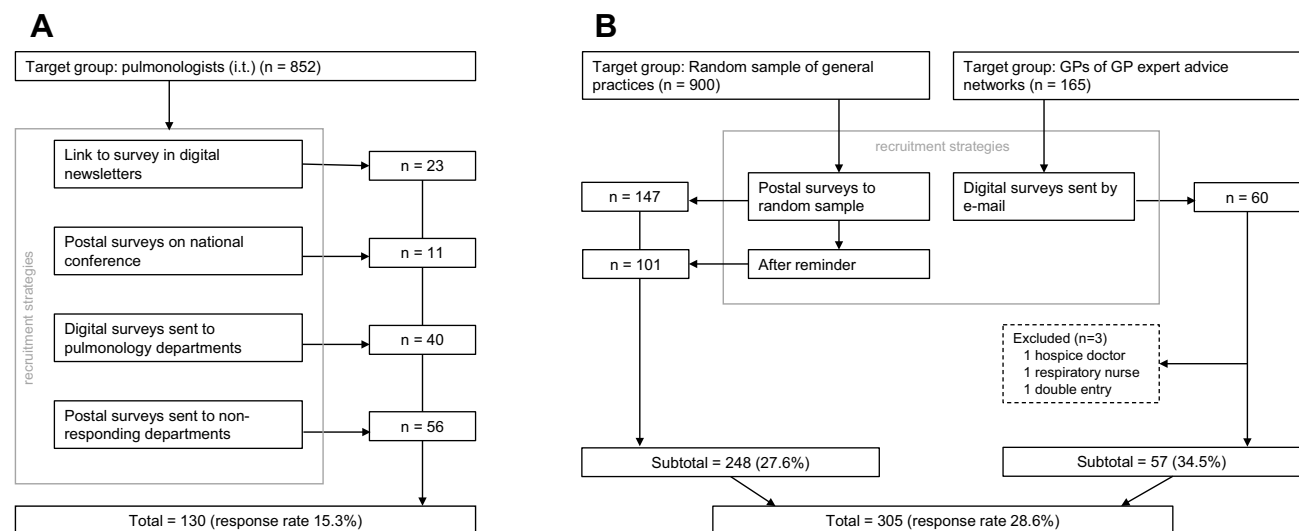 A
Target group: pulmonologists (i.t.) (n = 852)
recruitment strategies
Link to survey in digital
newsletters
n = 23
Postal surveys on national
conference
n = 11
Digital surveys sent to
pulmonology departments
n = 40
Postal surveys sent to non-
responding departments
n = 56
Total = 130 (response rate 15.3%)
B
Target group: Random sample of general
practices (n = 900)
Target group: GPs of GP expert advice
networks (n = 165)
recruitment strategies
n = 147
Postal surveys to
random sample
Digital surveys sent by
e-mail
n = 60
n = 101
After reminder
Excluded (n=3)
1 hospice doctor
1 respiratory nurse
1 double entry
Subtotal = 248 (27.6%)
Subtotal = 57 (34.5%)
Total = 305 (response rate 28.6%)